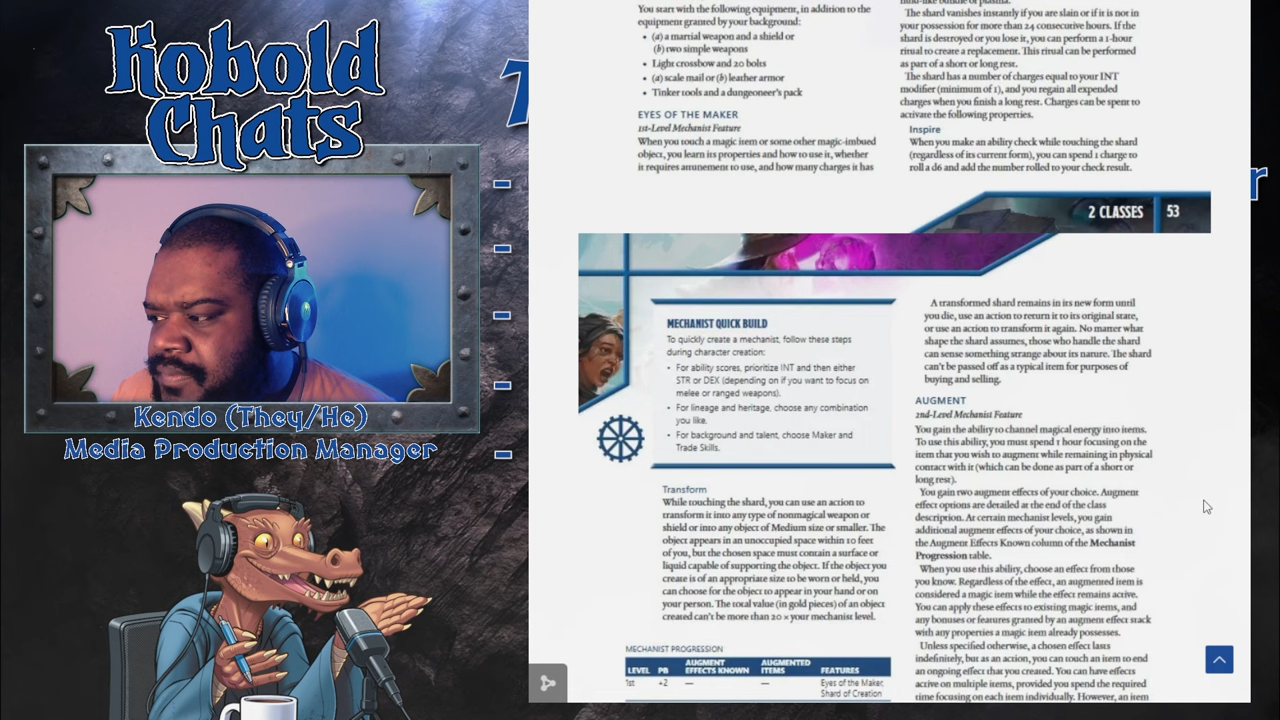 Kobold
Chats
Kendo (They/He)
Media Production Manager
You start with the following equipment, in addition to the
equipment granted by your background:
• (a) a martial weapon and a shield or
(b) two simple weapons
• Light crossbow and 20 bolts
• (a) scale mail or (b) leather armor
• Tinker tools and a dungeoneer's pack
EYES OF THE MAKER
1st-Level Mechanist Feature
When you touch a magic item or some other magic-imbued
object, you learn its properties and how to use it, whether
it requires attunement to use, and how many charges it has
The shard vanishes instantly if you are slain or if it is not in
your possession for more than 24 consecutive hours. If the
shard is destroyed or you lose it, you can perform a 1-hour
ritual to create a replacement. This ritual can be performed
as part of a short or long rest.
The shard has a number of charges equal to your INT
modifier (minimum of 1), and you regain all expended
charges when you finish a long rest. Charges can be spent to
activate the following properties.
Inspire
When you make an ability check while touching the shard
(regardless of its current form), you can spend 1 charge to
roll a d6 and add the number rolled to your check result.
2 CLASSES 53
MECHANIST QUICK BUILD
To quickly create a mechanist, follow these steps
during character creation:
• For ability scores, prioritize INT and then either
STR or DEX (depending on if you want to focus on
melee or ranged weapons).
• For lineage and heritage, choose any combination
you like.
• For background and talent, choose Maker and
Trade Skills.
Transform
While touching the shard, you can use an action to
transform it into any type of nonmagical weapon or
shield or into any object of Medium size or smaller. The
object appears in an unoccupied space within 10 feet
of you, but the chosen space must contain a surface or
liquid capable of supporting the object. If the object you
create is of an appropriate size to be worn or held, you
can choose for the object to appear in your hand or on
your person. The total value (in gold pieces) of an object
created can't be more than 20 × your mechanist level.
MECHANIST PROGRESSION
LEVEL PB AUGMENT EFFECTS KNOWN AUGMENTED ITEMS FEATURES
1st +2 — — Eyes of the Maker,
Shard of Creation
A transformed shard remains in its new form until
you die, use an action to return it to its original state,
or use an action to transform it again. No matter what
shape the shard assumes, those who handle the shard
can sense something strange about its nature. The shard
can't be passed off as a typical item for purposes of
buying and selling.
AUGMENT
2nd-Level Mechanist Feature
You gain the ability to channel magical energy into items.
To use this ability, you must spend 1 hour focusing on the
item that you wish to augment while remaining in physical
contact with it (which can be done as part of a short or
long rest).
You gain two augment effects of your choice. Augment
effect options are detailed at the end of the class
description. At certain mechanist levels, you gain
additional augment effects of your choice, as shown in
the Augment Effects Known column of the Mechanist
Progression table.
When you use this ability, choose an effect from those
you know. Regardless of the effect, an augmented item is
considered a magic item while the effect remains active.
You can apply these effects to existing magic items, and
any bonuses or features granted by an augment effect stack
with any properties a magic item already possesses.
Unless specified otherwise, a chosen effect lasts
indefinitely, but as an action, you can touch an item to end
an ongoing effect that you created. You can have effects
active on multiple items, provided you spend the required
time focusing on each item individually. However, an item